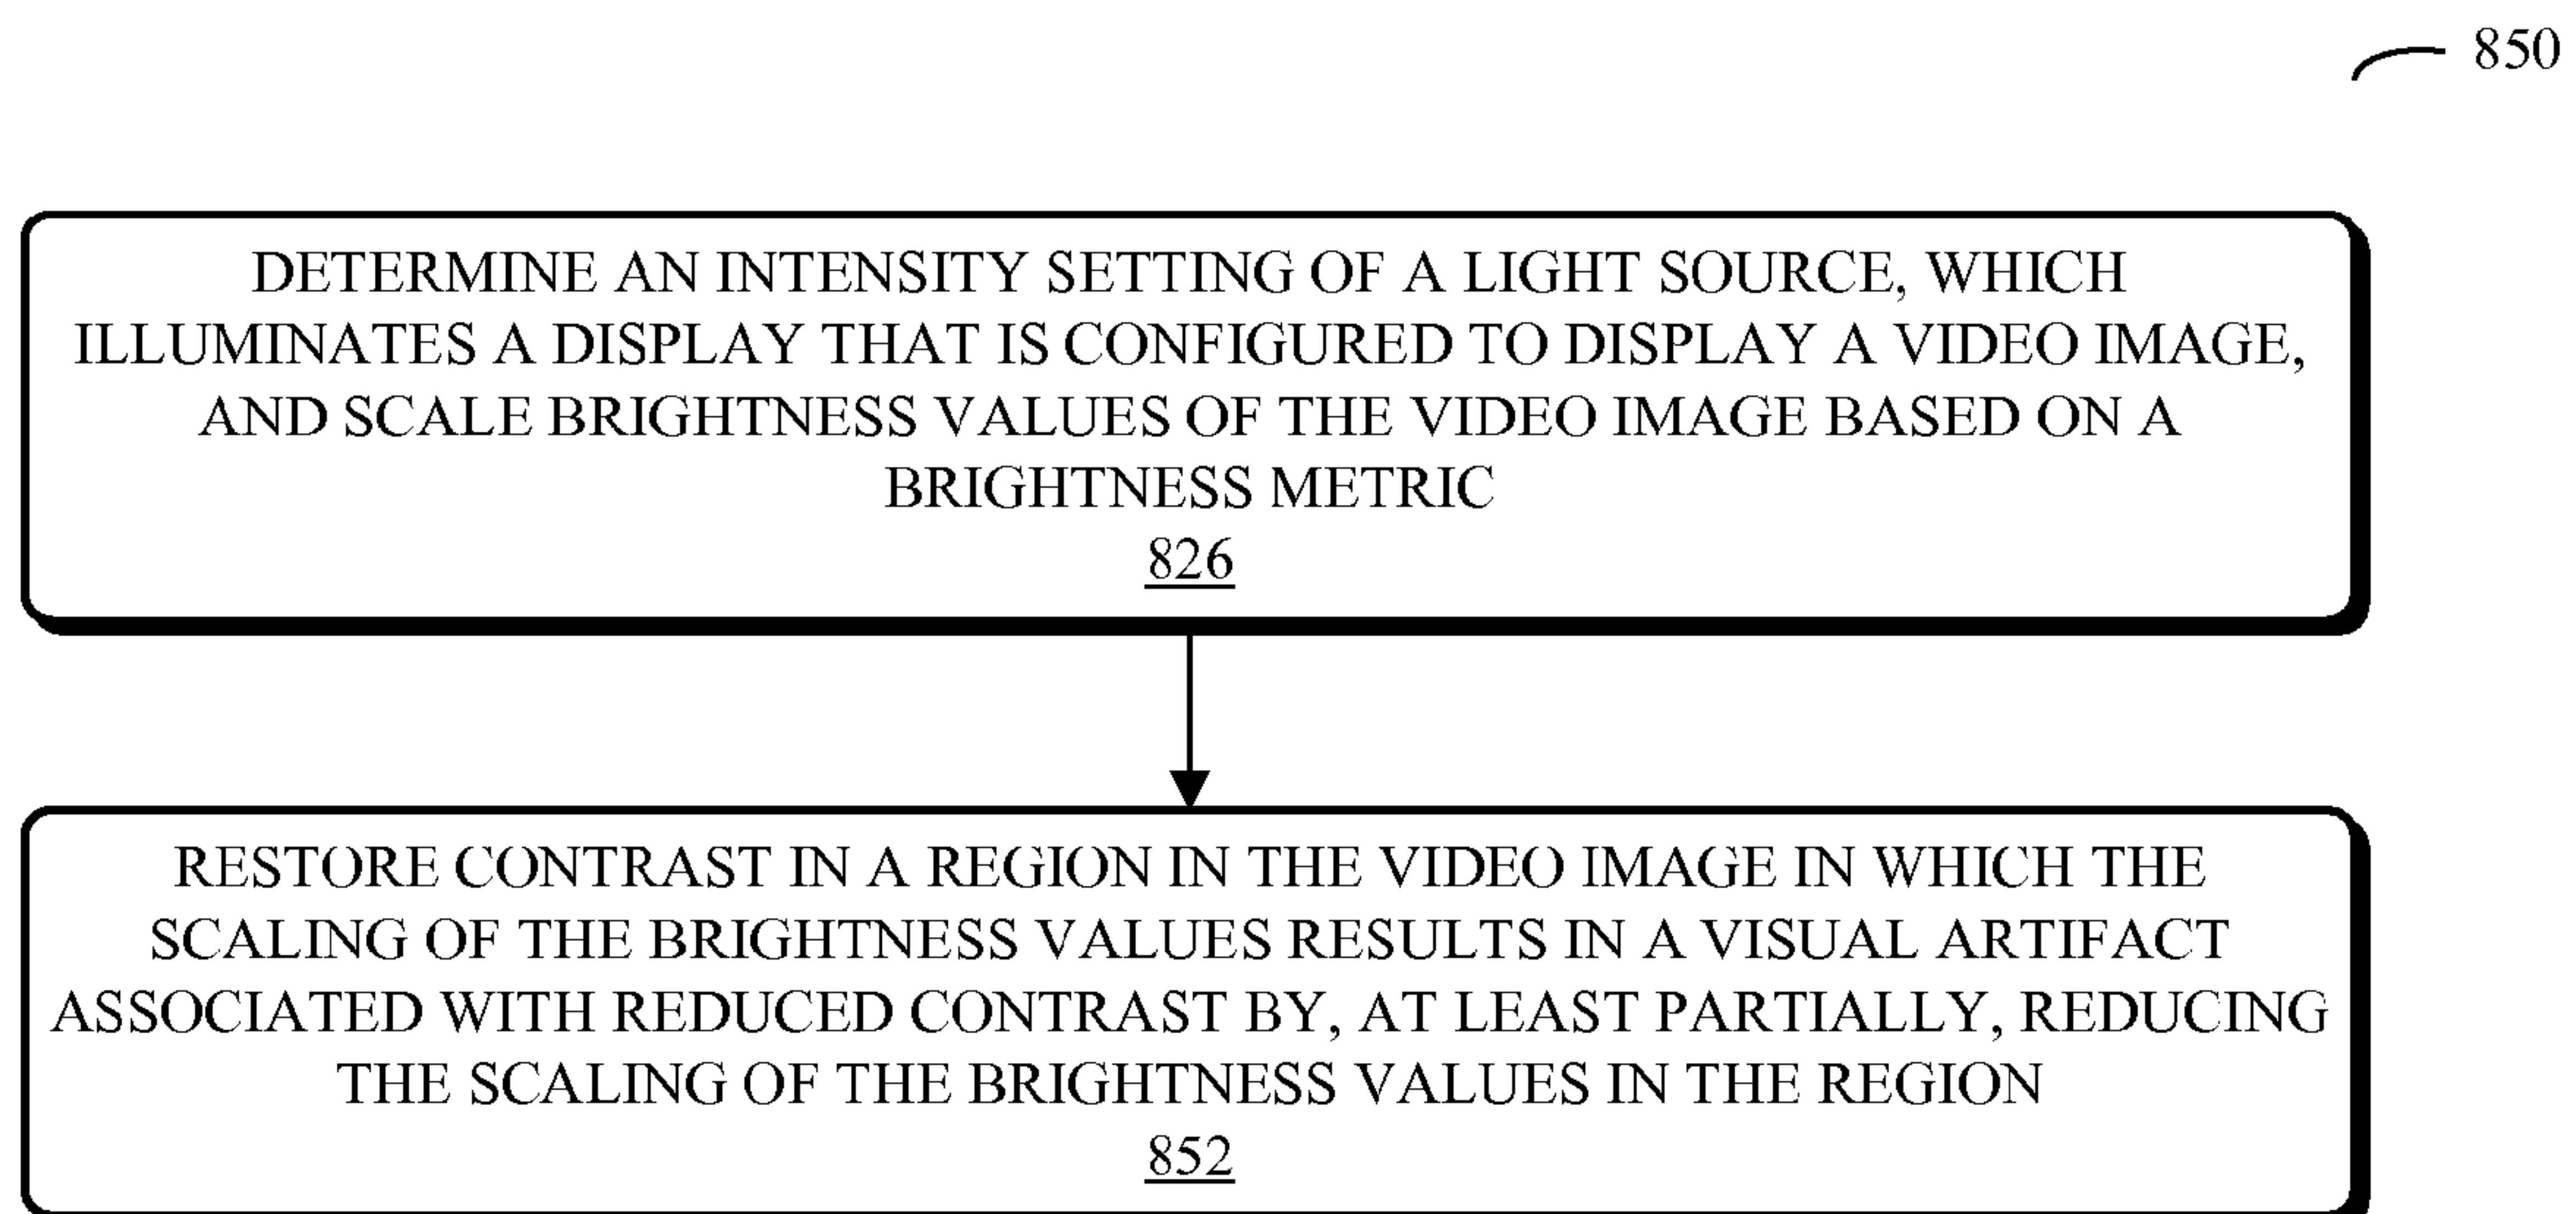 850
DETERMINE AN INTENSITY SETTING OF A LIGHT SOURCE, WHICH
ILLUMINATES A DISPLAY THAT IS CONFIGURED TO DISPLAY A VIDEO IMAGE,
AND SCALE BRIGHTNESS VALUES OF THE VIDEO IMAGE BASED ON A
BRIGHTNESS METRIC
826
RESTORE CONTRAST IN A REGION IN THE VIDEO IMAGE IN WHICH THE
SCALING OF THE BRIGHTNESS VALUES RESULTS IN A VISUAL ARTIFACT
ASSOCIATED WITH REDUCED CONTRAST BY, AT LEAST PARTIALLY, REDUCING
THE SCALING OF THE BRIGHTNESS VALUES IN THE REGION
852